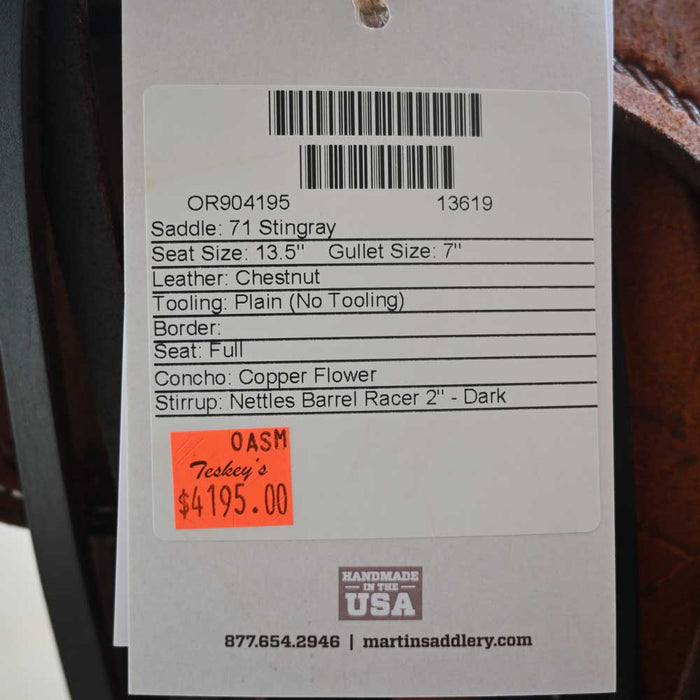 OR904195 13619
Saddle: 71 Stingray
Seat Size: 13.5" Gullet Size: 7"
Leather: Chestnut
Tooling: Plain (No Tooling)
Border:
Seat: Full
Concho: Copper Flower
Stirrup: Nettles Barrel Racer 2" - Dark
OASM
Teskey's
$4195.00
HANDMADE
IN THE
USA
877.654.2946 | martinsaddlery.com